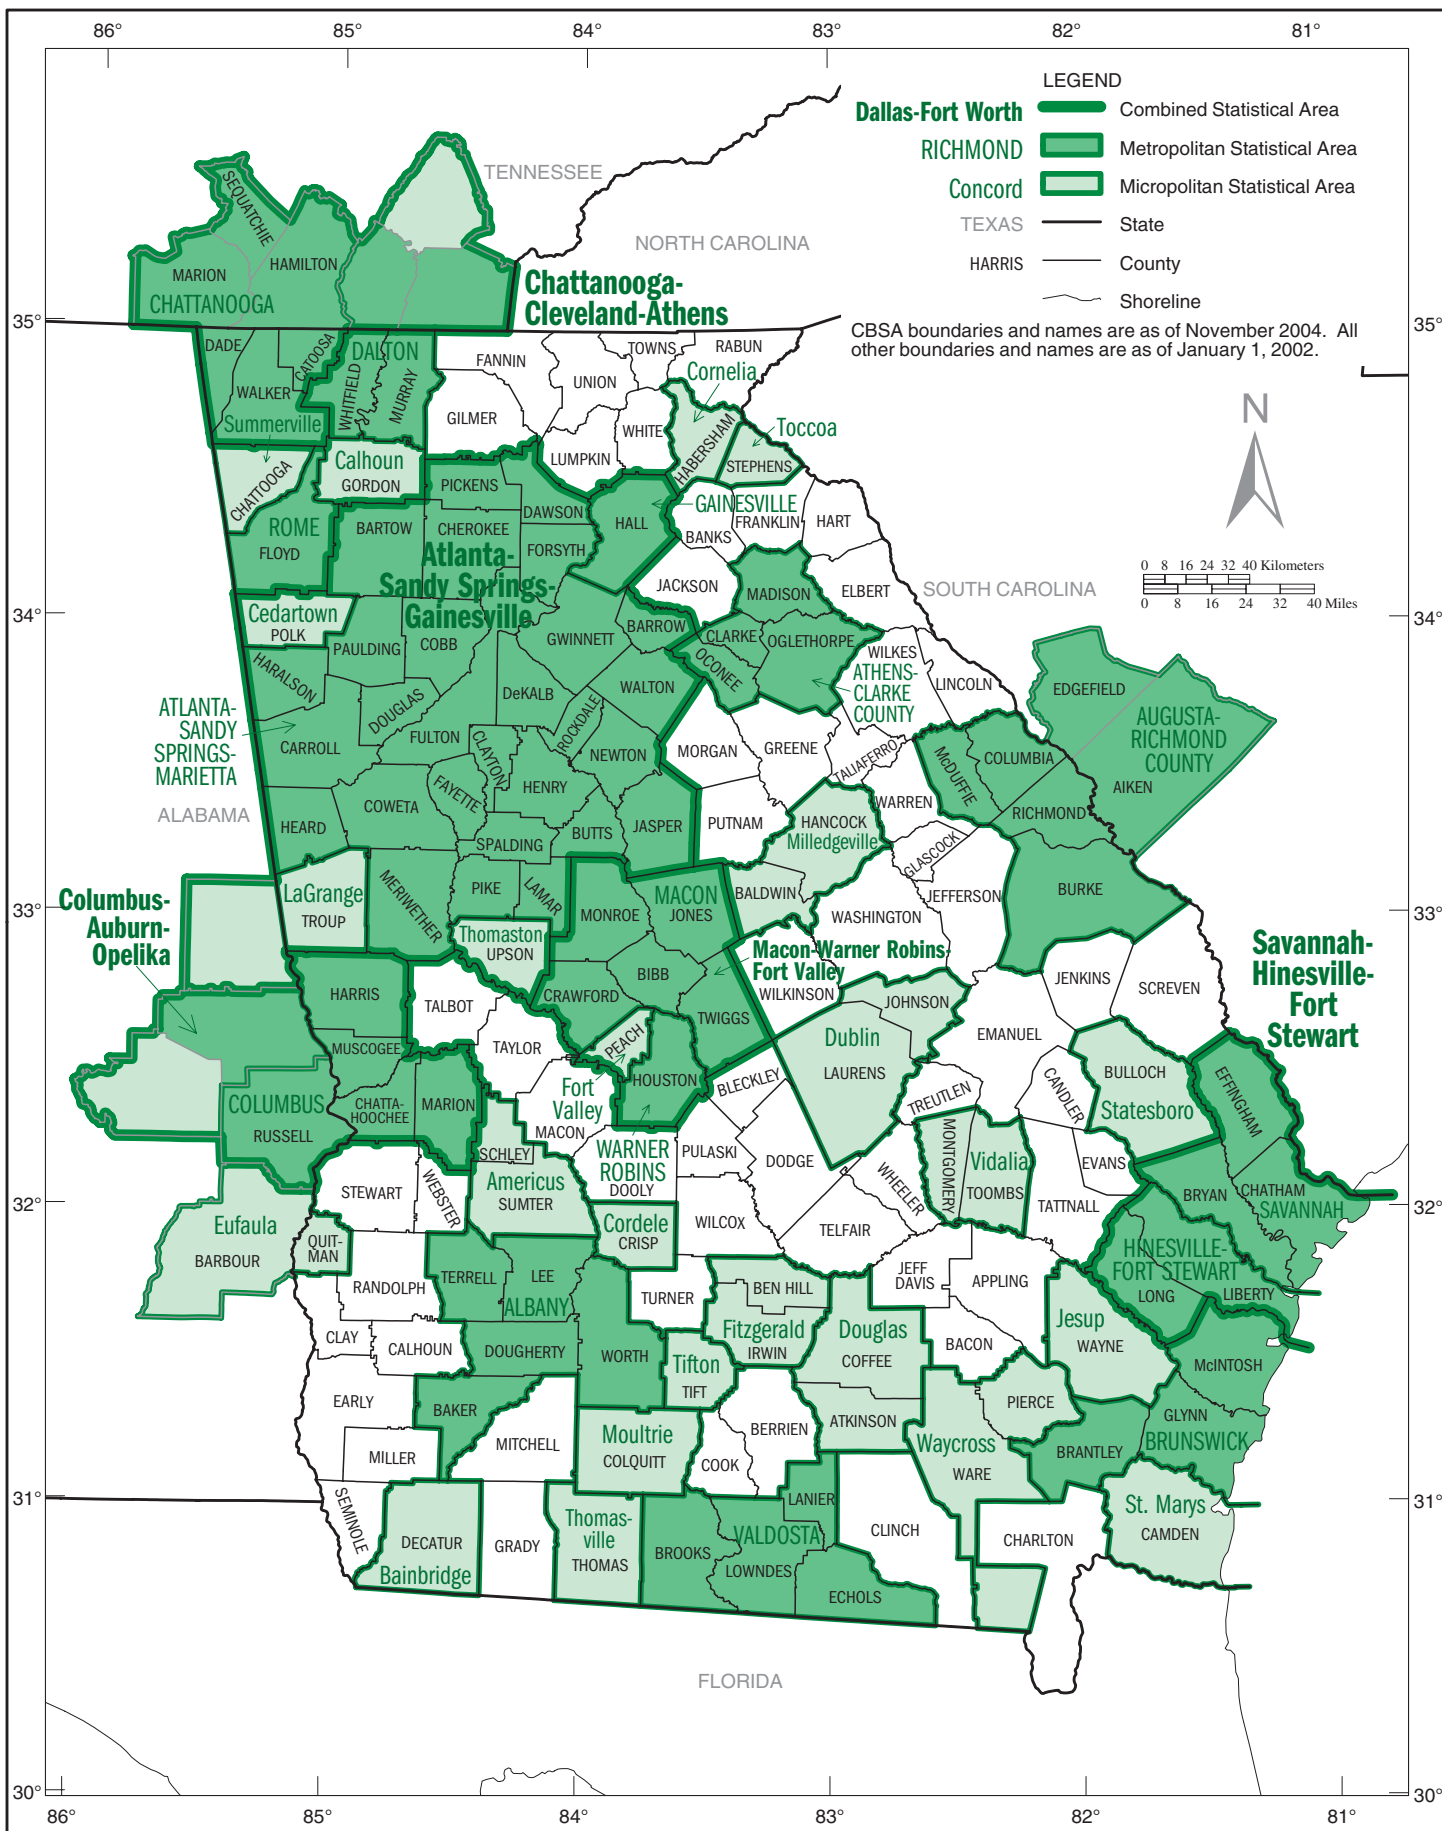 86°
85°
84°
83°
82°
81°
LEGEND
Dallas-Fort Worth
Combined Statistical Area
RICHMOND
Metropolitan Statistical Area
Concord
Micropolitan Statistical Area
TEXAS
State
HARRIS
County
Shoreline
CBSA boundaries and names are as of November 2004. All
other boundaries and names are as of January 1, 2002.
TENNESSEE
NORTH CAROLINA
SEQUATCHIE
MARION
HAMILTON
CHATTANOOGA
Chattanooga-
Cleveland-Athens
35°
35°
DADE
CATOOSA
WALKER
DALTON
WHITFIELD
MURRAY
FANNIN
TOWNS
RABUN
UNION
GILMER
WHITE
LUMPKIN
Cornelia
HABERSHAM
Toccoa
STEPHENS
N
Summerville
CHATTOOGA
Calhoun
GORDON
PICKENS
DAWSON
HALL
GAINESVILLE
FRANKLIN
HART
BANKS
ROME
FLOYD
BARTOW
CHEROKEE
FORSYTH
Atlanta-
Sandy Springs-
Gainesville
JACKSON
MADISON
ELBERT
SOUTH CAROLINA
0 8 16 24 32 40 Kilometers
0 8 16 24 32 40 Miles
34°
34°
Cedartown
POLK
PAULDING
COBB
GWINNETT
BARROW
CLARKE
OGLETHORPE
OCONEE
WILKES
LINCOLN
ATHENS-
CLARKE
COUNTY
HARALSON
DOUGLAS
DeKALB
ROCKDALE
WALTON
EDGEFIELD
AUGUSTA-
RICHMOND
COUNTY
AIKEN
ATLANTA-
SANDY
SPRINGS-
MARIETTA
CARROLL
FULTON
CLAYTON
NEWTON
MORGAN
GREENE
TALIAFERRO
McDUFFIE
COLUMBIA
RICHMOND
ALABAMA
HEARD
COWETA
FAYETTE
HENRY
SPALDING
BUTTS
JASPER
PUTNAM
HANCOCK
Milledgeville
WARREN
GLASCOCK
BALDWIN
JEFFERSON
BURKE
LaGrange
TROUP
MERIWETHER
PIKE
LAMAR
MONROE
MACON
JONES
WASHINGTON
33°
33°
Columbus-
Auburn-
Opelika
Thomaston
UPSON
BIBB
Macon-Warner Robins-
Fort Valley
WILKINSON
CRAWFORD
TWIGGS
JOHNSON
JENKINS
SCREVEN
Savannah-
Hinesville-
Fort
Stewart
HARRIS
TALBOT
TAYLOR
PEACH
EMANUEL
Dublin
LAURENS
MUSCOGEE
HOUSTON
BLECKLEY
Fort
Valley
MACON
TREUTLEN
CANDLER
BULLOCH
Statesboro
EFFINGHAM
COLUMBUS
RUSSELL
CHATTA-
HOOCHEE
MARION
SCHLEY
WARNER
ROBINS
DOOLY
PULASKI
DODGE
MONTGOMERY
Vidalia
TOOMBS
EVANS
WHEELER
32°
32°
STEWART
WEBSTER
Americus
SUMTER
Cordele
CRISP
WILCOX
TELFAIR
TATTNALL
BRYAN
CHATHAM
SAVANNAH
Eufaula
BARBOUR
QUIT-
MAN
RANDOLPH
TERRELL
LEE
ALBANY
TURNER
BEN HILL
JEFF
DAVIS
APPLING
HINESVILLE-
FORT STEWART
LONG
LIBERTY
CLAY
CALHOUN
DOUGHERTY
WORTH
Fitzgerald
IRWIN
Douglas
COFFEE
BACON
Jesup
WAYNE
McINTOSH
Tifton
TIFT
EARLY
BAKER
MITCHELL
BERRIEN
ATKINSON
PIERCE
GLYNN
BRUNSWICK
BRANTLEY
MILLER
Moultrie
COLQUITT
COOK
Waycross
WARE
31°
31°
SEMINOLE
DECATUR
Bainbridge
GRADY
Thomas-
ville
THOMAS
LANIER
VALDOSTA
BROOKS
LOWNDES
ECHOLS
CLINCH
CHARLTON
St. Marys
CAMDEN
FLORIDA
30°
30°
86°
85°
84°
83°
82°
81°